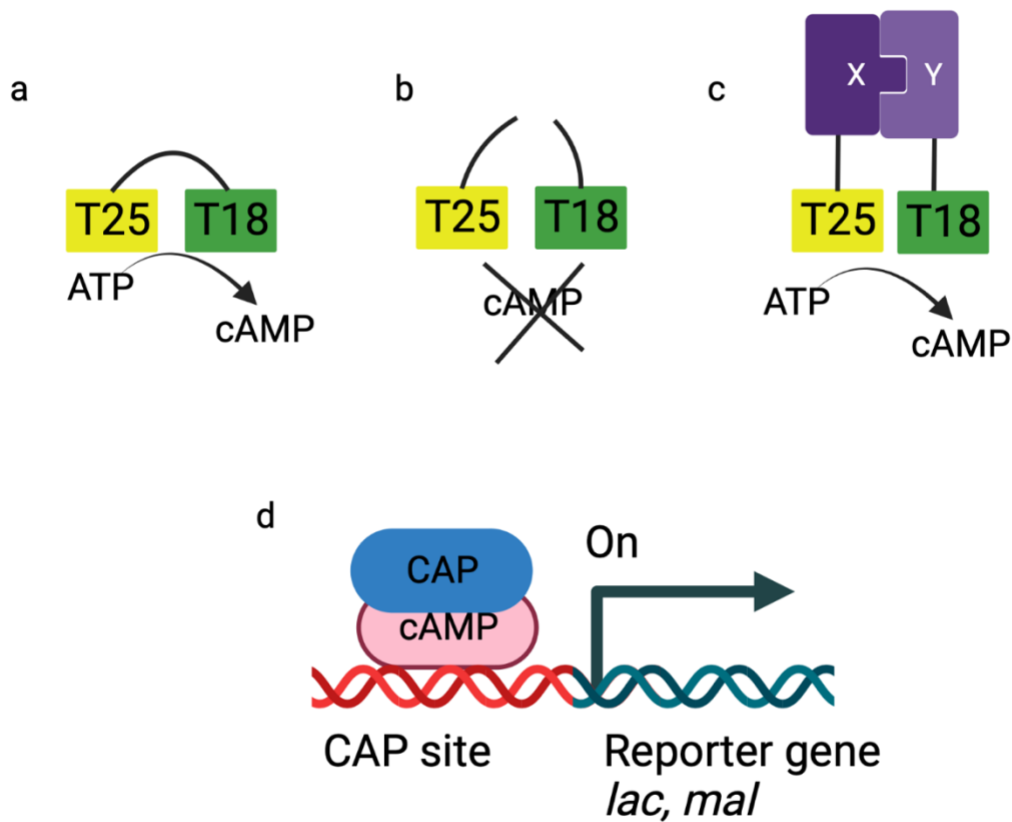 a
T25 T18
ATP
cAMP
b
T25 T18
cAMP
c
X Y
T25 T18
ATP
cAMP
d
CAP
cAMP
On
CAP site
Reporter gene
lac, mal